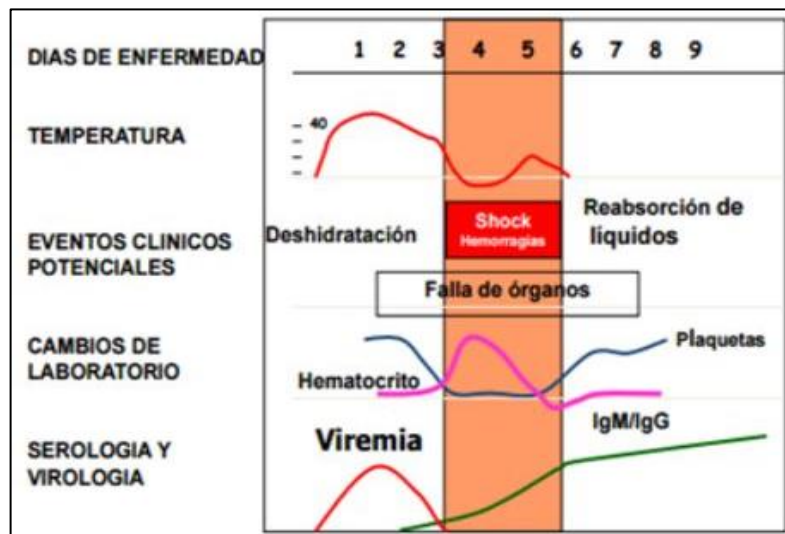 DIAS DE ENFERMEDAD 1 2 3 4 5 6 7 8 9
TEMPERATURA
40
Deshidratación
Shock
Hemorragias
Reabsorción de
líquidos
EVENTOS CLINICOS
POTENCIALES
Falla de órganos
CAMBIOS DE
LABORATORIO
Hematocrito
Plaquetas
SEROLOGIA Y
VIROLOGIA
Viremia
IgM/IgG